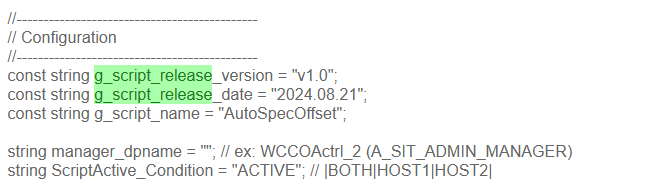 //---------------------------------------------
// Configuration
//---------------------------------------------
const string g_script_release_version = "v1.0";
const string g_script_release_date = "2024.08.21";
const string g_script_name = "AutoSpecOffset";
string manager_dpname = ""; // ex: WCCOActrl_2 (A_SIT_ADMIN_MANAGER)
string ScriptActive_Condition = "ACTIVE"; // |BOTH|HOST1|HOST2|